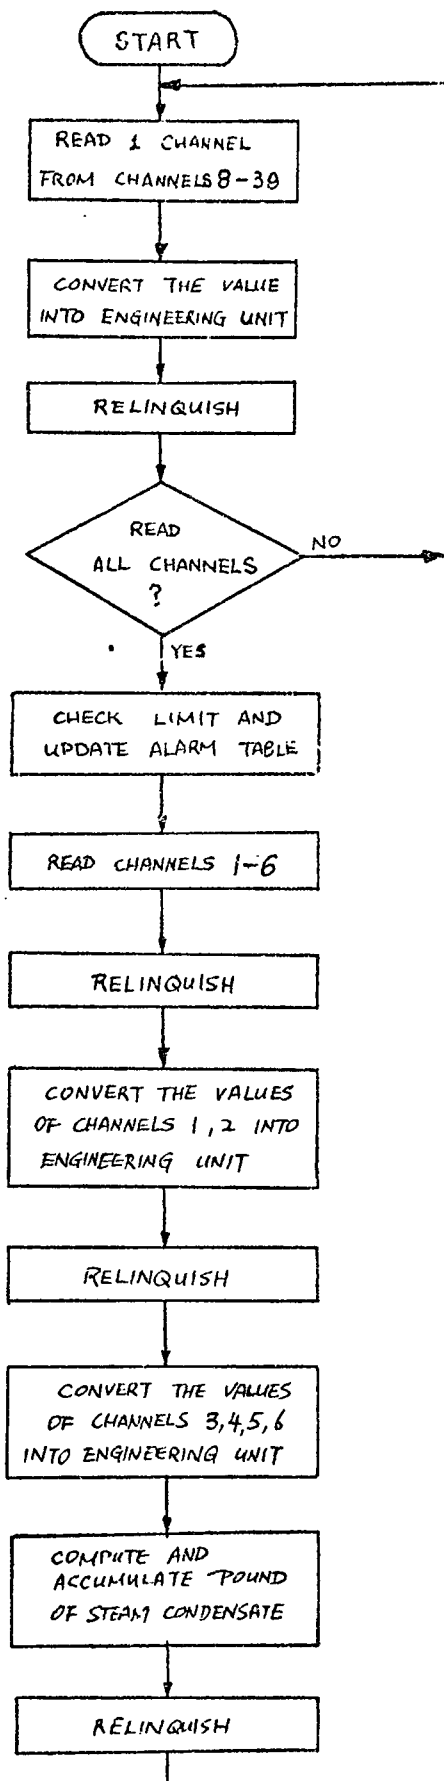 START
READ 1 CHANNEL
FROM CHANNELS 8-39
CONVERT THE VALUE
INTO ENGINEERING UNIT
RELINQUISH
READ
ALL CHANNELS
?
NO
YES
CHECK LIMIT AND
UPDATE ALARM TABLE
READ CHANNELS 1-6
RELINQUISH
CONVERT THE VALUES
OF CHANNELS 1, 2 INTO
ENGINEERING UNIT
RELINQUISH
CONVERT THE VALUES
OF CHANNELS 3,4,5,6
INTO ENGINEERING UNIT
COMPUTE AND
ACCUMULATE POUND
OF STEAM CONDENSATE
RELINQUISH